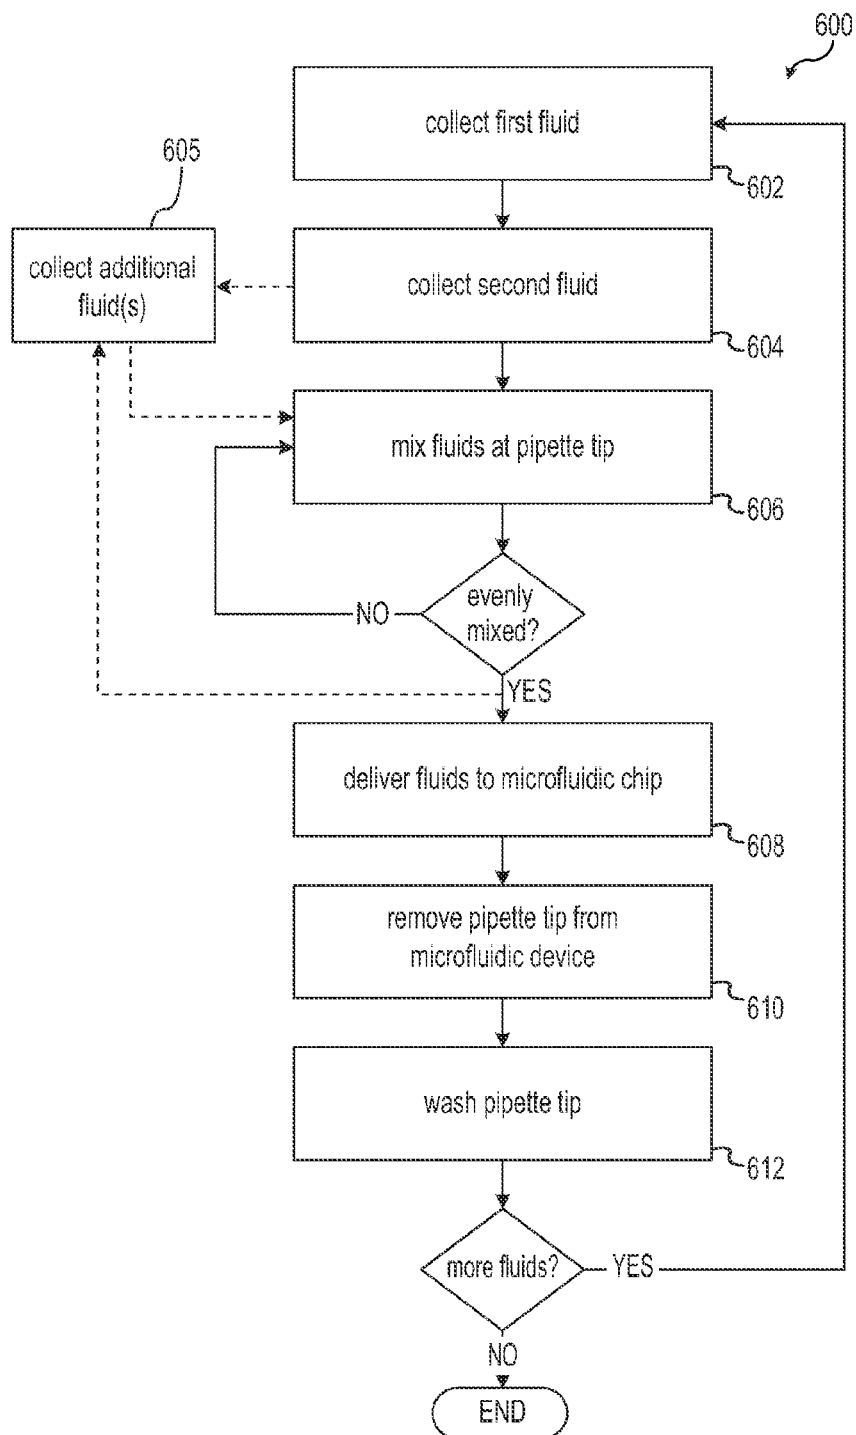 600
collect first fluid
602
605
collect additional
fluid(s)
collect second fluid
604
mix fluids at pipette tip
606
evenly
mixed?
NO
YES
deliver fluids to microfluidic chip
608
remove pipette tip from
microfluidic device
610
wash pipette tip
612
more fluids?
YES
NO
END